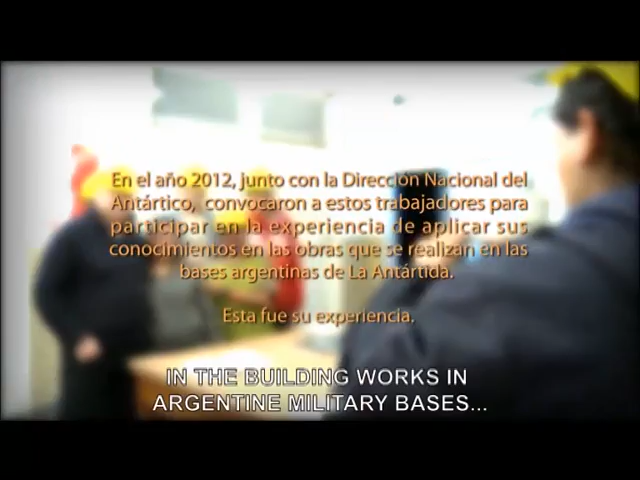 En el año 2012, junto con la Dirección Nacional del
Antártico, convocaron a estos trabajadores para
participar en la experiencia de aplicar sus
conocimientos en las obras que se realizan en las
bases argentinas de La Antártida.
Esta fue su experiencia.
IN THE BUILDING WORKS IN
ARGENTINE MILITARY BASES...